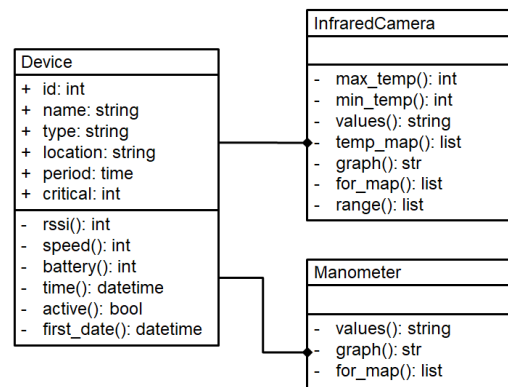 Device
+ id: int
+ name: string
+ type: string
+ location: string
+ period: time
+ critical: int
- rssi(): int
- speed(): int
- battery(): int
- time(): datetime
- active(): bool
- first_date(): datetime
InfraredCamera
- max_temp(): int
- min_temp(): int
- values(): string
- temp_map(): list
- graph(): str
- for_map(): list
- range(): list
Manometer
- values(): string
- graph(): str
- for_map(): list